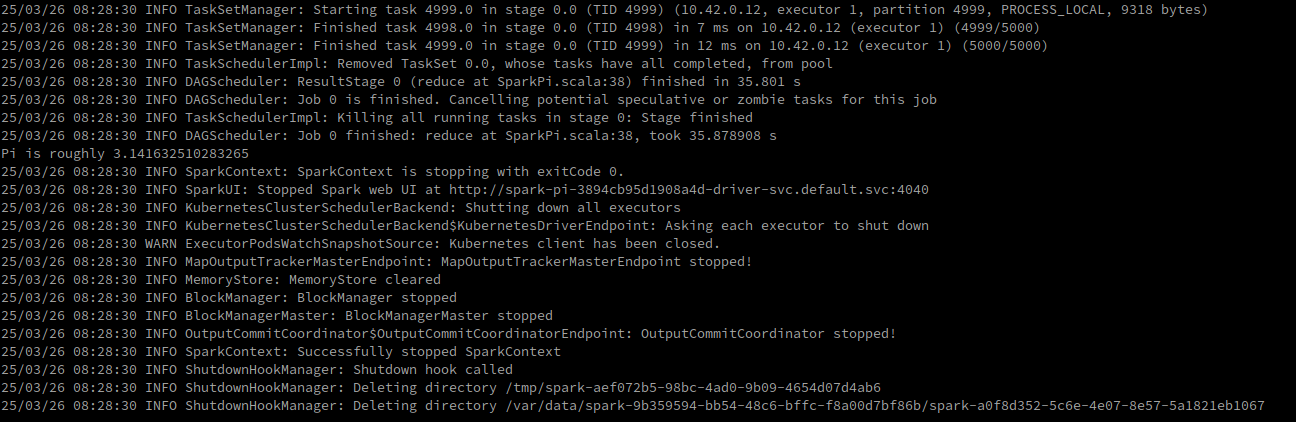 25/03/26 08:28:30 INFO TaskSetManager: Starting task 4999.0 in stage 0.0 (TID 4999) (10.42.0.12, executor 1, partition 4999, PROCESS_LOCAL, 9318 bytes)
25/03/26 08:28:30 INFO TaskSetManager: Finished task 4998.0 in stage 0.0 (TID 4998) in 7 ms on 10.42.0.12 (executor 1) (4999/5000)
25/03/26 08:28:30 INFO TaskSetManager: Finished task 4999.0 in stage 0.0 (TID 4999) in 12 ms on 10.42.0.12 (executor 1) (5000/5000)
25/03/26 08:28:30 INFO TaskSchedulerImpl: Removed TaskSet 0.0, whose tasks have all completed, from pool
25/03/26 08:28:30 INFO DAGScheduler: ResultStage 0 (reduce at SparkPi.scala:38) finished in 35.801 s
25/03/26 08:28:30 INFO DAGScheduler: Job 0 is finished. Cancelling potential speculative or zombie tasks for this job
25/03/26 08:28:30 INFO TaskSchedulerImpl: Killing all running tasks in stage 0: Stage finished
25/03/26 08:28:30 INFO DAGScheduler: Job 0 finished: reduce at SparkPi.scala:38, took 35.878908 s
Pi is roughly 3.141632510283265
25/03/26 08:28:30 INFO SparkContext: SparkContext is stopping with exitCode 0.
25/03/26 08:28:30 INFO SparkUI: Stopped Spark web UI at http://spark-pi-3894cb95d1908a4d-driver-svc.default.svc:4040
25/03/26 08:28:30 INFO KubernetesClusterSchedulerBackend: Shutting down all executors
25/03/26 08:28:30 INFO KubernetesClusterSchedulerBackend$KubernetesDriverEndpoint: Asking each executor to shut down
25/03/26 08:28:30 WARN ExecutorPodsWatchSnapshotSource: Kubernetes client has been closed.
25/03/26 08:28:30 INFO MapOutputTrackerMasterEndpoint: MapOutputTrackerMasterEndpoint stopped!
25/03/26 08:28:30 INFO MemoryStore: MemoryStore cleared
25/03/26 08:28:30 INFO BlockManager: BlockManager stopped
25/03/26 08:28:30 INFO BlockManagerMaster: BlockManagerMaster stopped
25/03/26 08:28:30 INFO OutputCommitCoordinator$OutputCommitCoordinatorEndpoint: OutputCommitCoordinator stopped!
25/03/26 08:28:30 INFO SparkContext: Successfully stopped SparkContext
25/03/26 08:28:30 INFO ShutdownHookManager: Shutdown hook called
25/03/26 08:28:30 INFO ShutdownHookManager: Deleting directory /tmp/spark-aef072b5-98bc-4ad0-9b09-4654d07d4ab6
25/03/26 08:28:30 INFO ShutdownHookManager: Deleting directory /var/data/spark-9b359594-bb54-48c6-bffc-f8a00d7bf86b/spark-a0f8d352-5c6e-4e07-8e57-5a1821eb1067